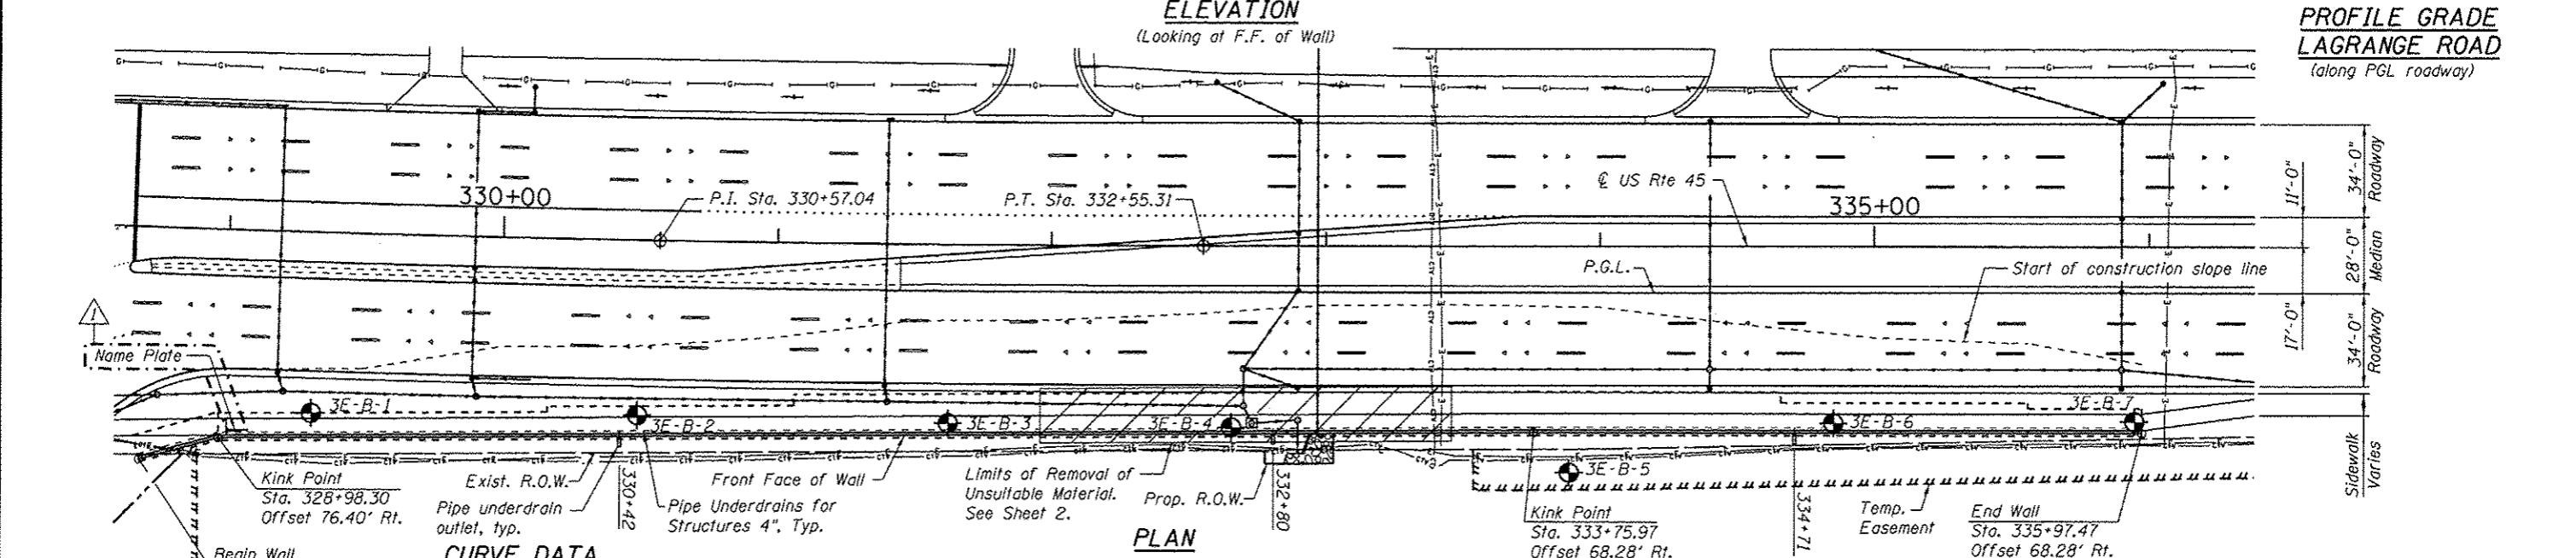 ELEVATION
(Looking at F.F. of Wall)
PROFILE GRADE
LAGRANGE ROAD
(along PGL roadway)
330+00
P.I. Sta. 330+57.04
P.T. Sta. 332+55.31
℄ US Rte 45
335+00
P.G.L.
Start of construction slope line
11'-0"
17'-0"
34'-0"
Roadway
28'-0"
Median
34'-0"
Roadway
Sidewalk
Varies
1
Name Plate
3E-B-1
3E-B-2
3E-B-3
3E-B-4
3E-B-5
3E-B-6
3E-B-7
Kink Point
Sta. 328+98.30
Offset 76.40' Rt.
Exist. R.O.W.
Pipe underdrain
outlet, typ.
330+42
Pipe Underdrains for
Structures 4", Typ.
Front Face of Wall
Limits of Removal of
Unsuitable Material.
See Sheet 2.
Prop. R.O.W.
332+80
Kink Point
Sta. 333+75.97
Offset 68.28' Rt.
334+71
Temp.
Easement
End Wall
Sta. 335+97.47
Offset 68.28' Rt.
Begin Wall
CURVE DATA
PLAN